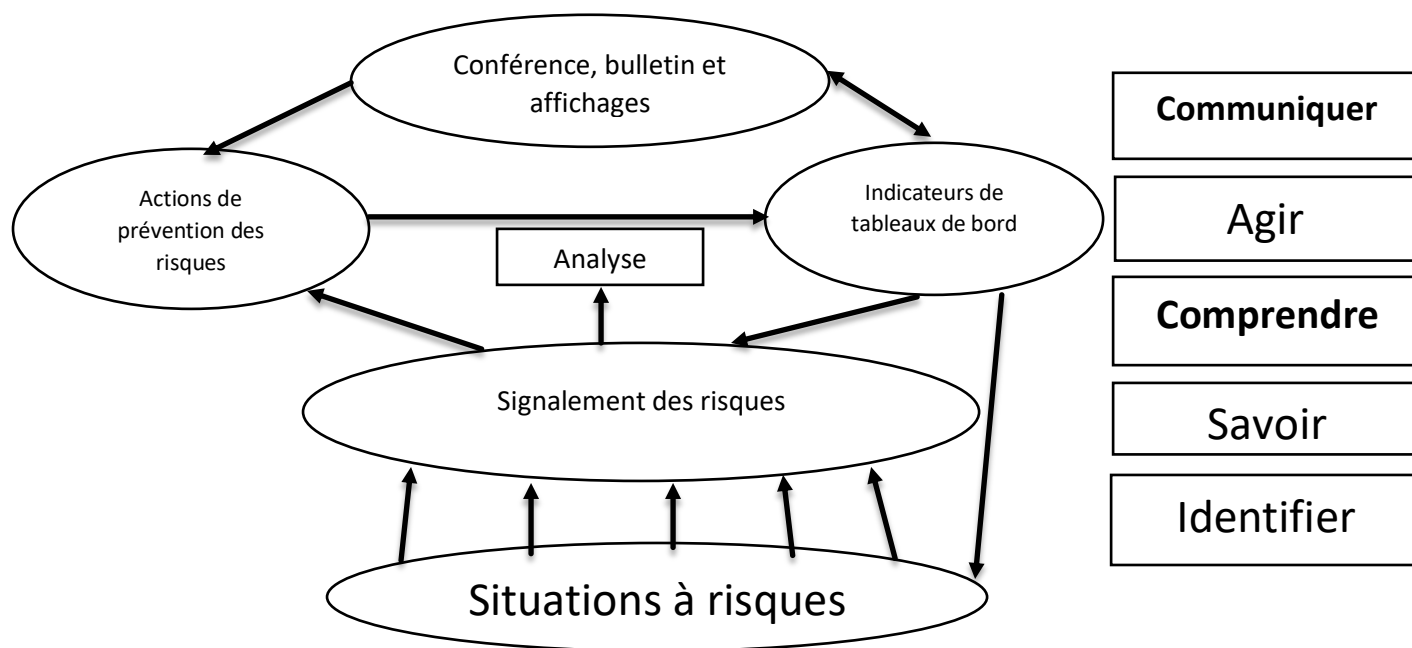 Conférence, bulletin et
affichages
Communiquer
Actions de
prévention des
risques
Indicateurs de
tableaux de bord
Agir
Analyse
Comprendre
Signalement des risques
Savoir
Identifier
Situations à risques